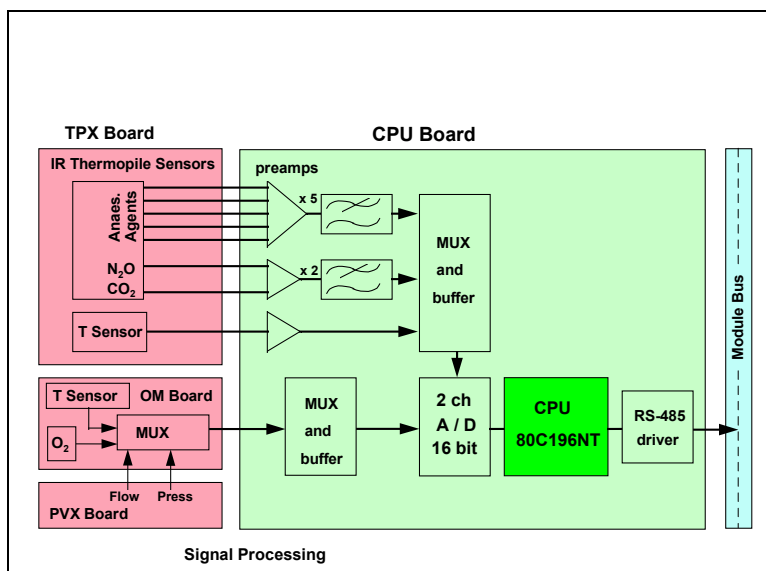 TPX Board
CPU Board
IR Thermopile Sensors
preamps
Anaes.
Agents
N₂O
CO₂
x 5
x 2
MUX
and
buffer
T Sensor
T Sensor
OM Board
O₂
MUX
MUX
and
buffer
2 ch
A / D
16 bit
CPU
80C196NT
RS-485
driver
Module Bus
Flow
Press
PVX Board
Signal Processing